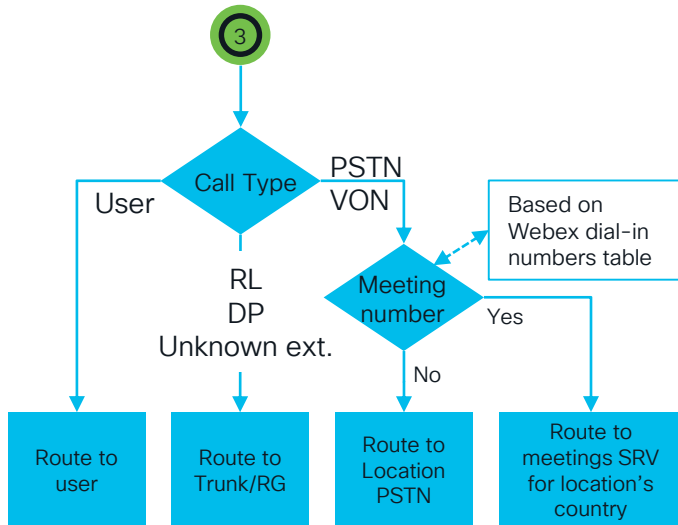 3
Call Type
PSTN
VON
User
Based on
Webex dial-in
numbers table
RL
DP
Unknown ext.
Meeting
number
Yes
No
Route to
user
Route to
Trunk/RG
Route to
Location
PSTN
Route to
meetings SRV
for location's
country